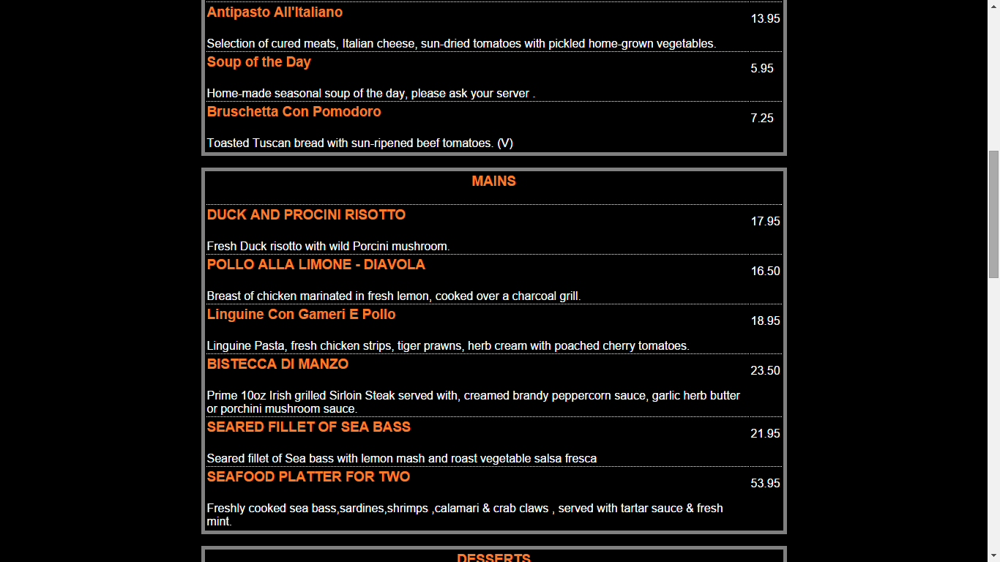 Antipasto All'Italiano
13.95
Selection of cured meats, Italian cheese, sun-dried tomatoes with pickled home-grown vegetables.
Soup of the Day
5.95
Home-made seasonal soup of the day, please ask your server .
Bruschetta Con Pomodoro
7.25
Toasted Tuscan bread with sun-ripened beef tomatoes. (V)
MAINS
DUCK AND PROCINI RISOTTO
17.95
Fresh Duck risotto with wild Porcini mushroom.
POLLO ALLA LIMONE - DIAVOLA
16.50
Breast of chicken marinated in fresh lemon, cooked over a charcoal grill.
Linguine Con Gameri E Pollo
18.95
Linguine Pasta, fresh chicken strips, tiger prawns, herb cream with poached cherry tomatoes.
BISTECCA DI MANZO
23.50
Prime 10oz Irish grilled Sirloin Steak served with, creamed brandy peppercorn sauce, garlic herb butter
or porchini mushroom sauce.
SEARED FILLET OF SEA BASS
21.95
Seared fillet of Sea bass with lemon mash and roast vegetable salsa fresca
SEAFOOD PLATTER FOR TWO
53.95
Freshly cooked sea bass,sardines,shrimps ,calamari & crab claws , served with tartar sauce & fresh
mint.
DESSERTS